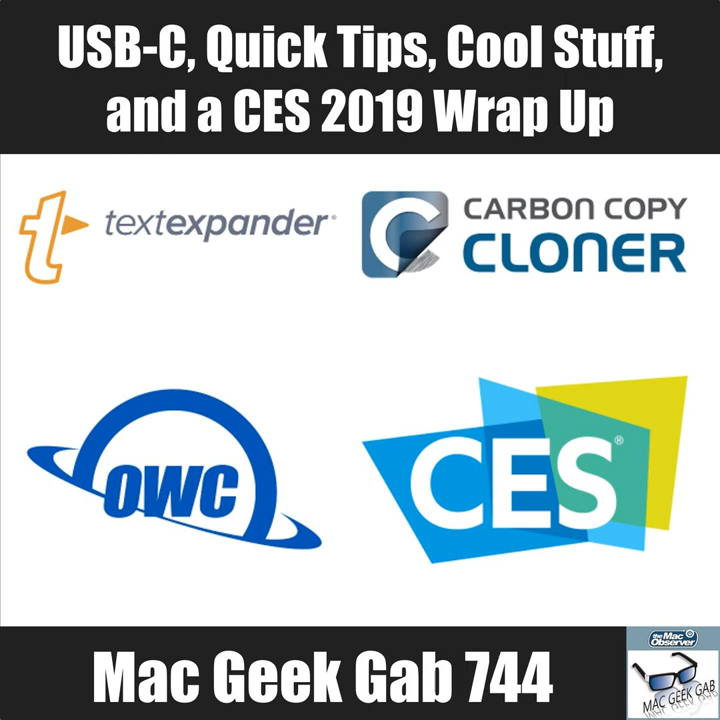 USB-C, Quick Tips, Cool Stuff,
and a CES 2019 Wrap Up
textexpander®
CARBON COPY
CLONER
OWC
CES®
Mac Geek Gab 744
the Mac
Observer
MAC GEEK GAB